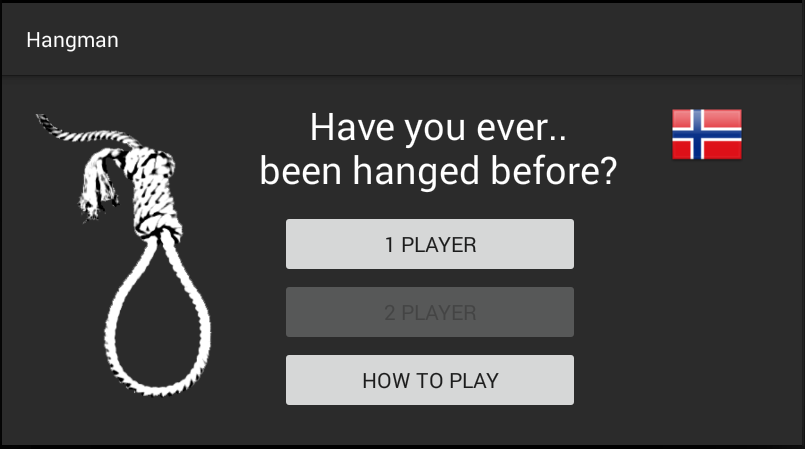 Hangman
Have you ever..
been hanged before?
1 PLAYER
2 PLAYER
HOW TO PLAY